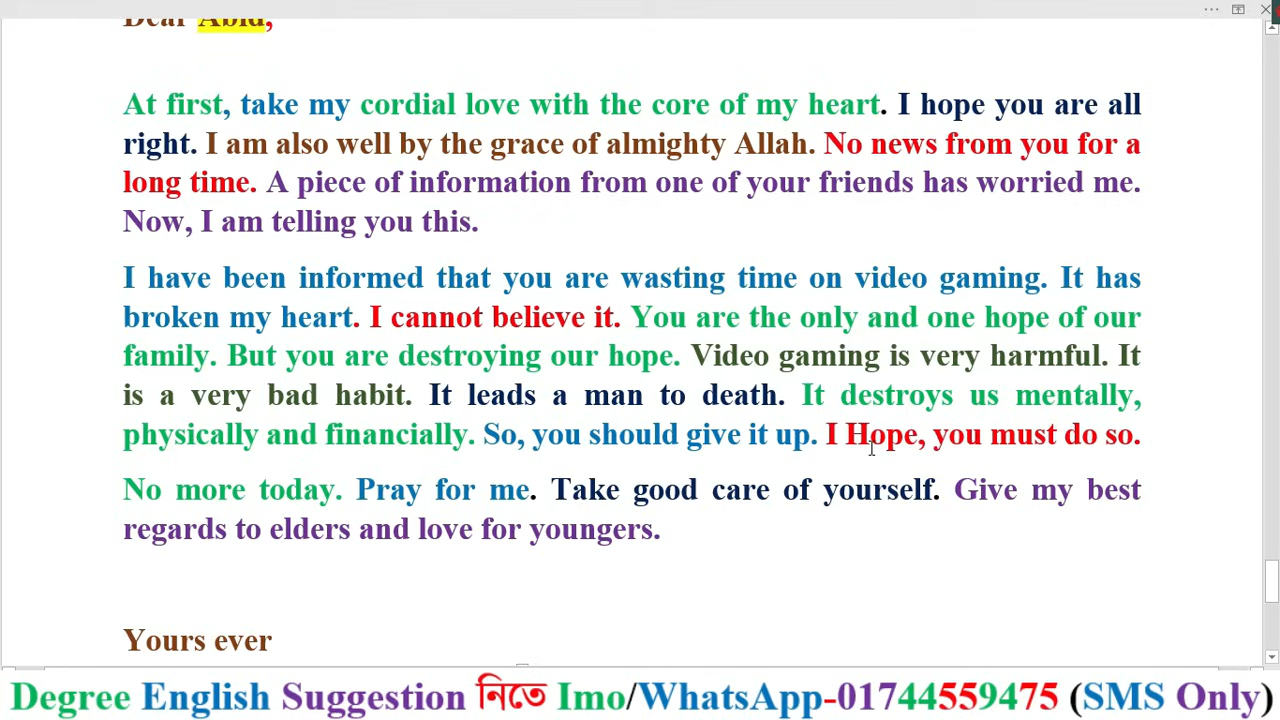 Dear Abid,
At first, take my cordial love with the core of my heart. I hope you are all
right. I am also well by the grace of almighty Allah. No news from you for a
long time. A piece of information from one of your friends has worried me.
Now, I am telling you this.
I have been informed that you are wasting time on video gaming. It has
broken my heart. I cannot believe it. You are the only and one hope of our
family. But you are destroying our hope. Video gaming is very harmful. It
is a very bad habit. It leads a man to death. It destroys us mentally,
physically and financially. So, you should give it up. I Hope, you must do so.
No more today. Pray for me. Take good care of yourself. Give my best
regards to elders and love for youngers.
Yours ever
Degree English Suggestion নিতে Imo/WhatsApp-01744559475 (SMS Only)